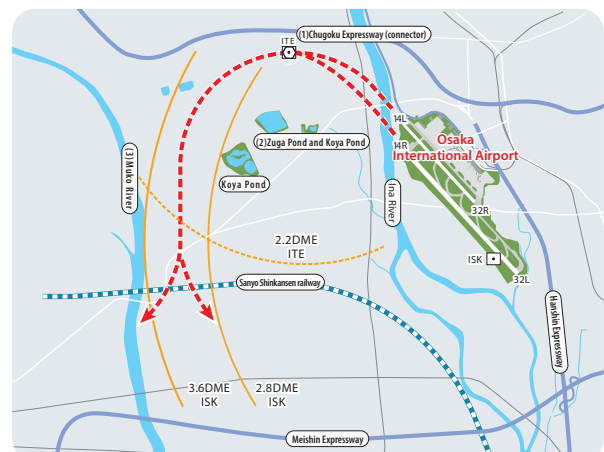 (1)Chugoku Expressway (connector)
ITE
14L
Osaka
International Airport
14R
(2)Zuga Pond and Koya Pond
(3)Muko River
Koya Pond
Ina River
32R
2.2DME
ITE
ISK
Sanyo Shinkansen railway
32L
Hanshin Expressway
3.6DME
ISK
2.8DME
ISK
Meishin Expressway